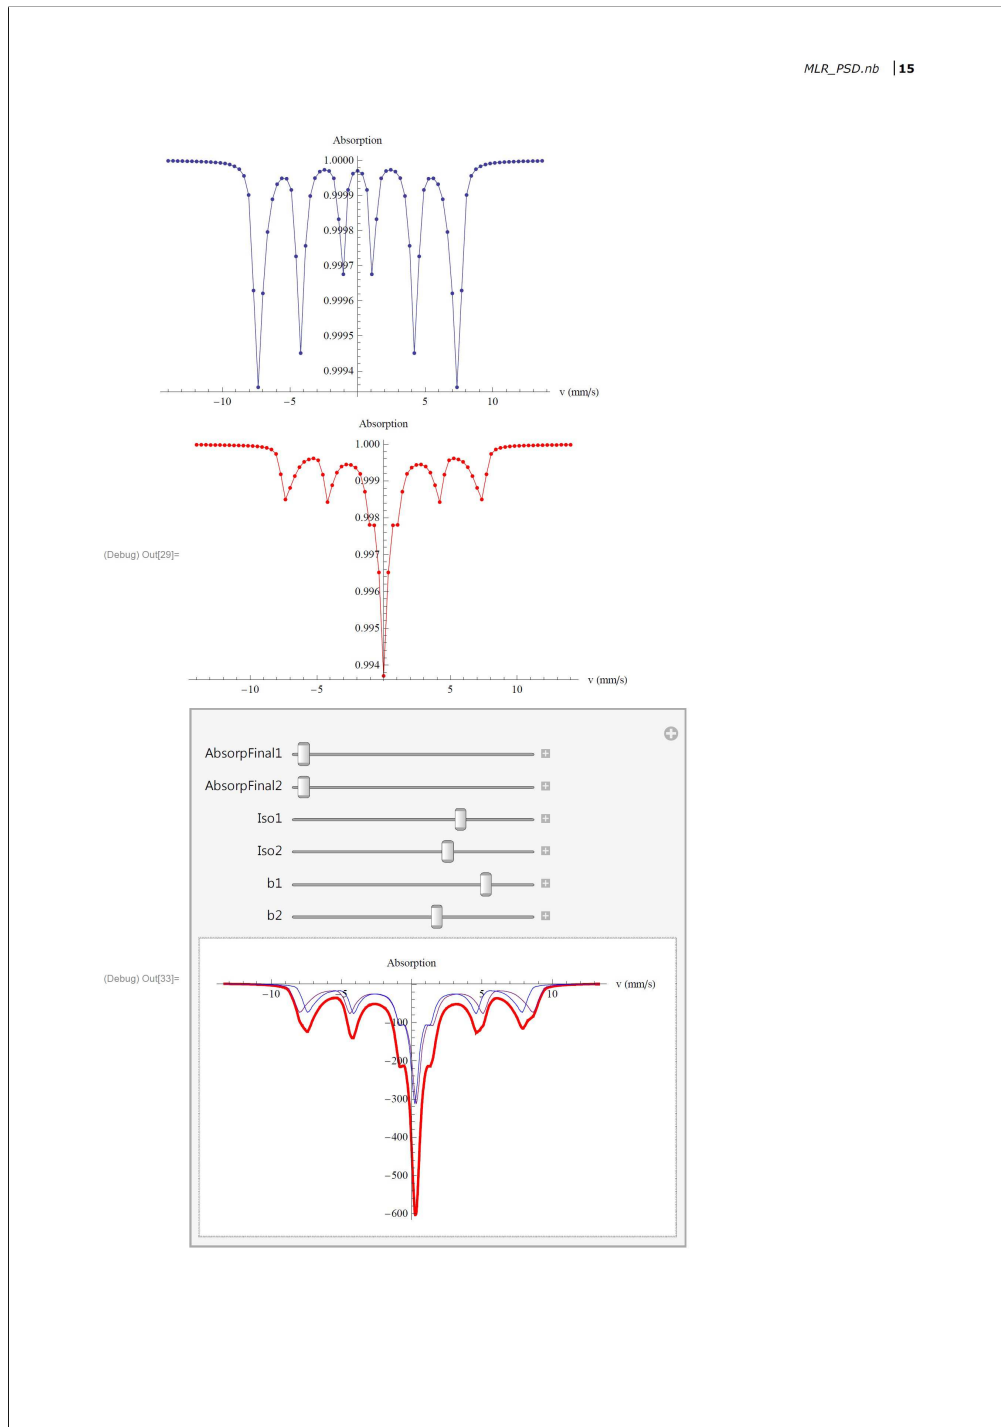 MLR_PSD.nb | 15
Absorption
1.0000
0.9999
0.9998
0.9997
0.9996
0.9995
0.9994
-10 -5 5 10 v (mm/s)
Absorption
1.000
0.999
0.998
0.997
0.996
0.995
0.994
-10 -5 5 10 v (mm/s)
(Debug) Out[29]=
AbsorpFinal1
AbsorpFinal2
Iso1
Iso2
b1
b2
(Debug) Out[33]=
Absorption
-10 -5 5 10 v (mm/s)
-100
-200
-300
-400
-500
-600